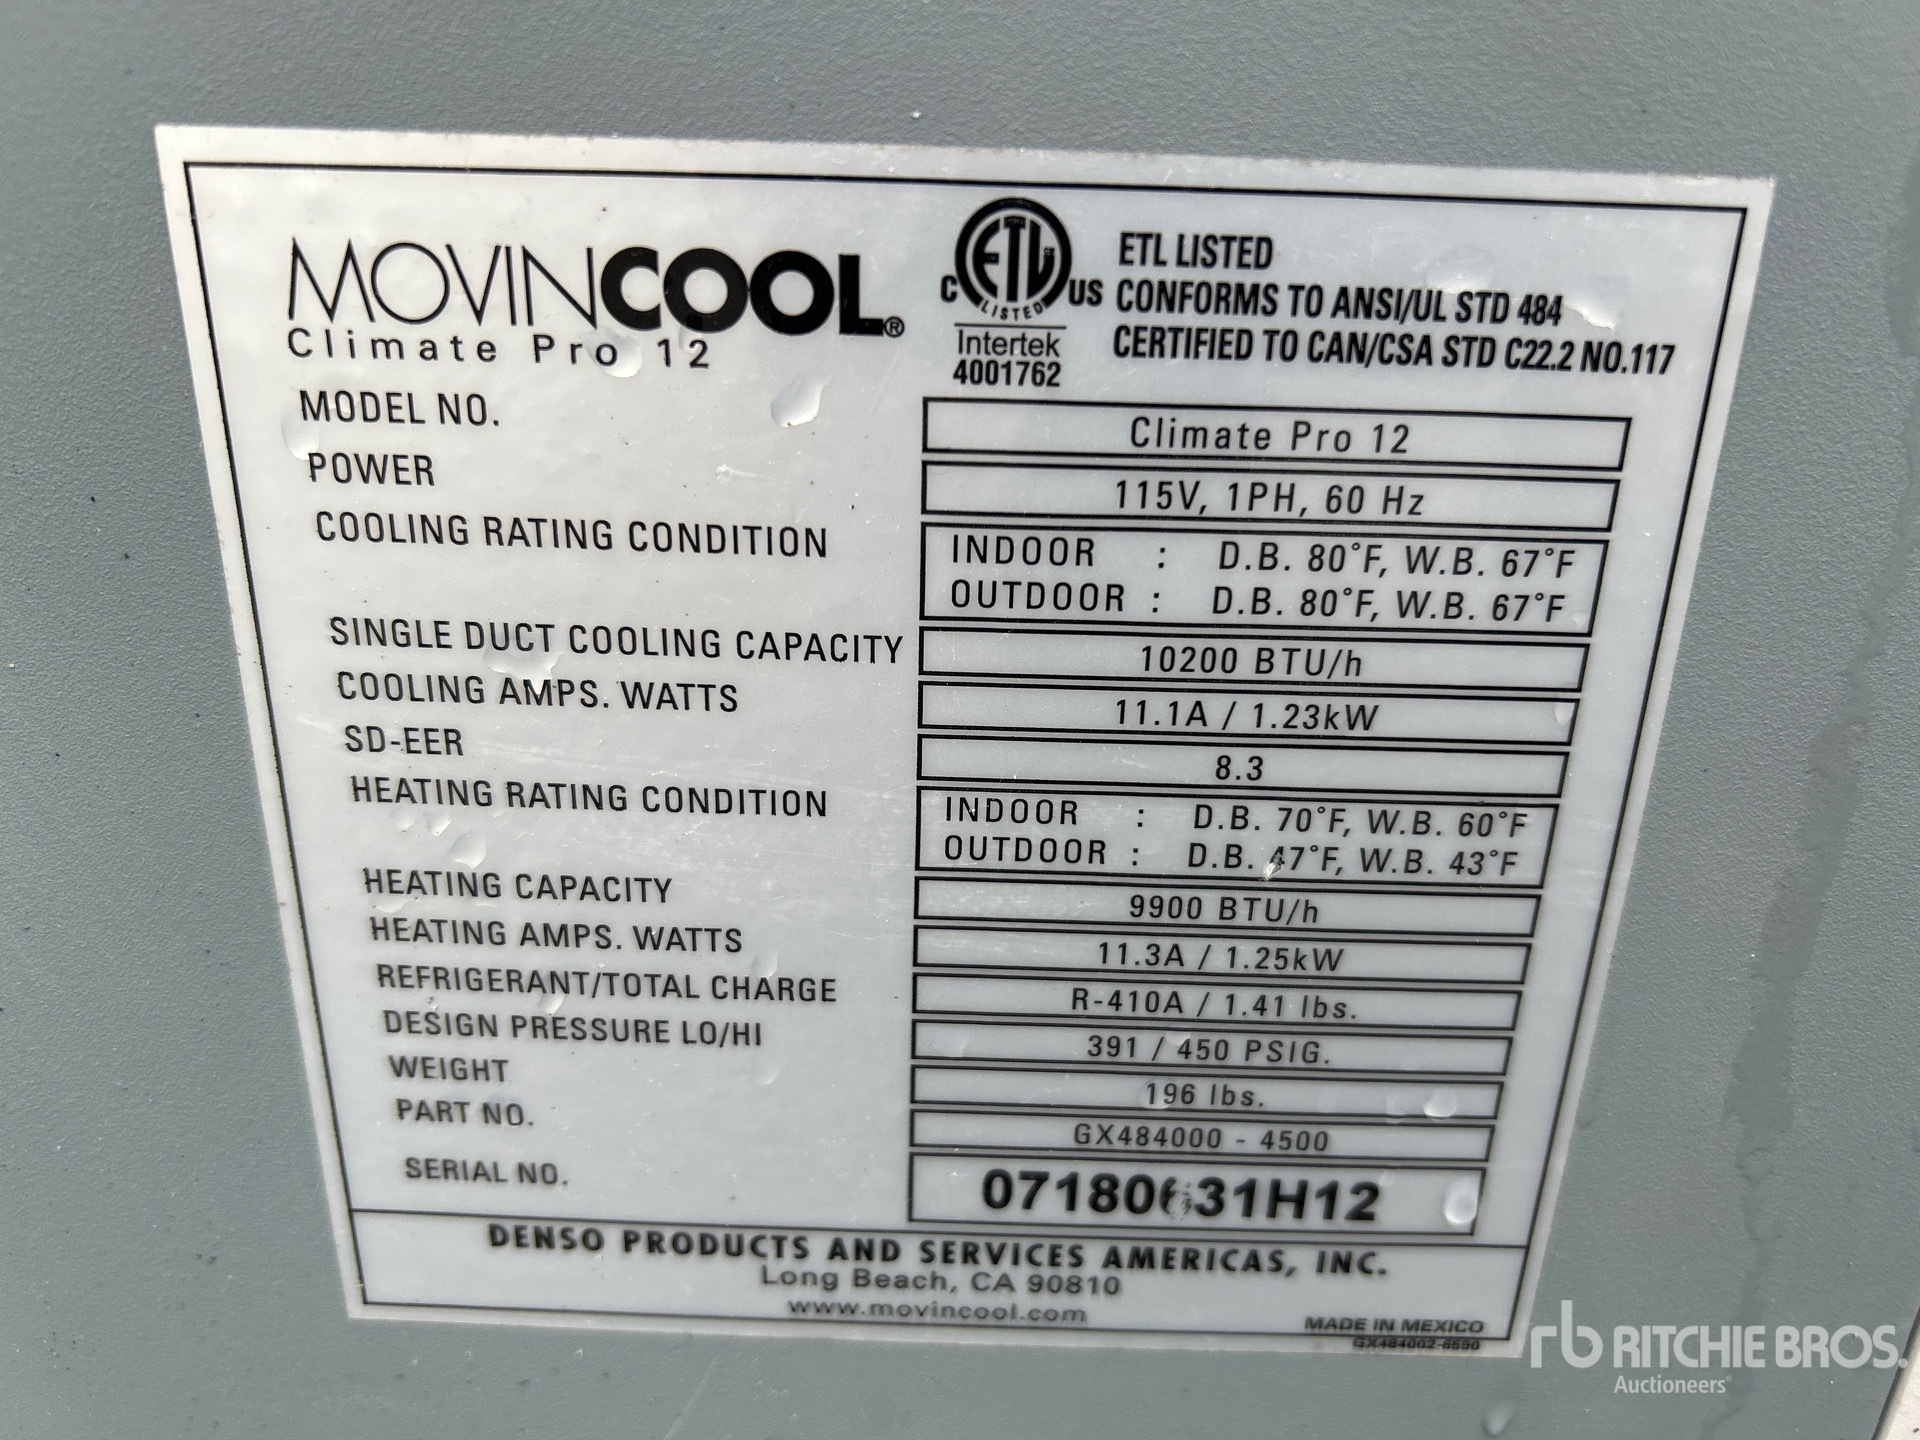 MOVINCOOL®
Climate Pro 12
C ETL LISTED US
Intertek
4001762
ETL LISTED
CONFORMS TO ANSI/UL STD 484
CERTIFIED TO CAN/CSA STD C22.2 NO.117
MODEL NO. Climate Pro 12
POWER 115V, 1PH, 60 Hz
COOLING RATING CONDITION INDOOR : D.B. 80°F, W.B. 67°F
OUTDOOR : D.B. 80°F, W.B. 67°F
SINGLE DUCT COOLING CAPACITY 10200 BTU/h
COOLING AMPS. WATTS 11.1A / 1.23kW
SD-EER 8.3
HEATING RATING CONDITION INDOOR : D.B. 70°F, W.B. 60°F
OUTDOOR : D.B. 47°F, W.B. 43°F
HEATING CAPACITY 9900 BTU/h
HEATING AMPS. WATTS 11.3A / 1.25kW
REFRIGERANT/TOTAL CHARGE R-410A / 1.41 lbs.
DESIGN PRESSURE LO/HI 391 / 450 PSIG.
WEIGHT 196 lbs.
PART NO. GX484000 - 4500
SERIAL NO.
DENSO PRODUCTS AND SERVICES AMERICAS, INC.
Long Beach, CA 90810
www.movincool.com
MADE IN MEXICO
rb RITCHIE BROS.
Auctioneers